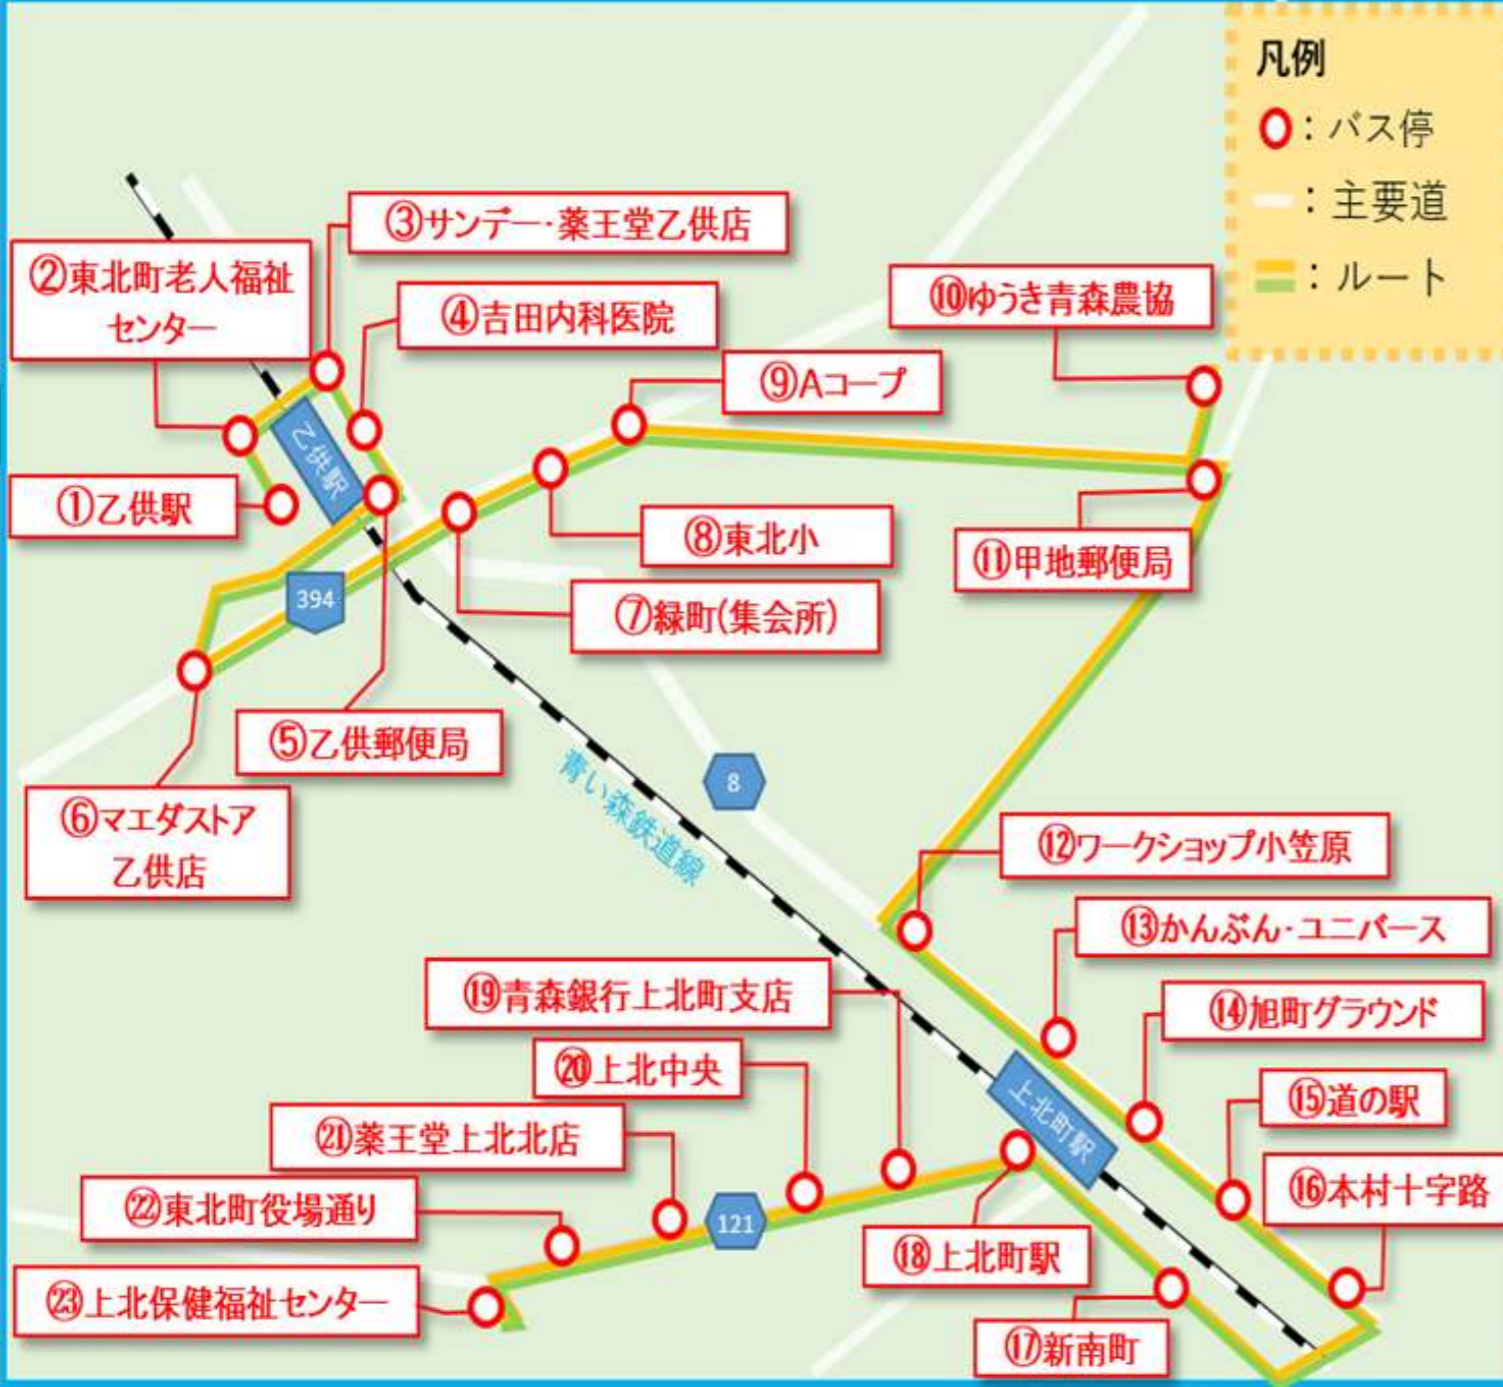 凡例
：バス停
：主要道
：ルート
③サンデー・薬王堂乙供店
②東北町老人福祉
センター
④吉田内科医院
⑩ゆうき青森農協
⑨Aコープ
乙供駅
①乙供駅
⑧東北小
⑪甲地郵便局
394
⑦緑町(集会所)
⑤乙供郵便局
青い森鉄道線
8
⑥マエダストア
乙供店
⑫ワークショップ小笠原
⑬かんぶん・ユニバース
⑲青森銀行上北町支店
⑭旭町グラウンド
⑳上北中央
上北町駅
⑮道の駅
㉑薬王堂上北北店
⑯本村十字路
㉒東北町役場通り
121
⑱上北町駅
㉓上北保健福祉センター
⑰新南町